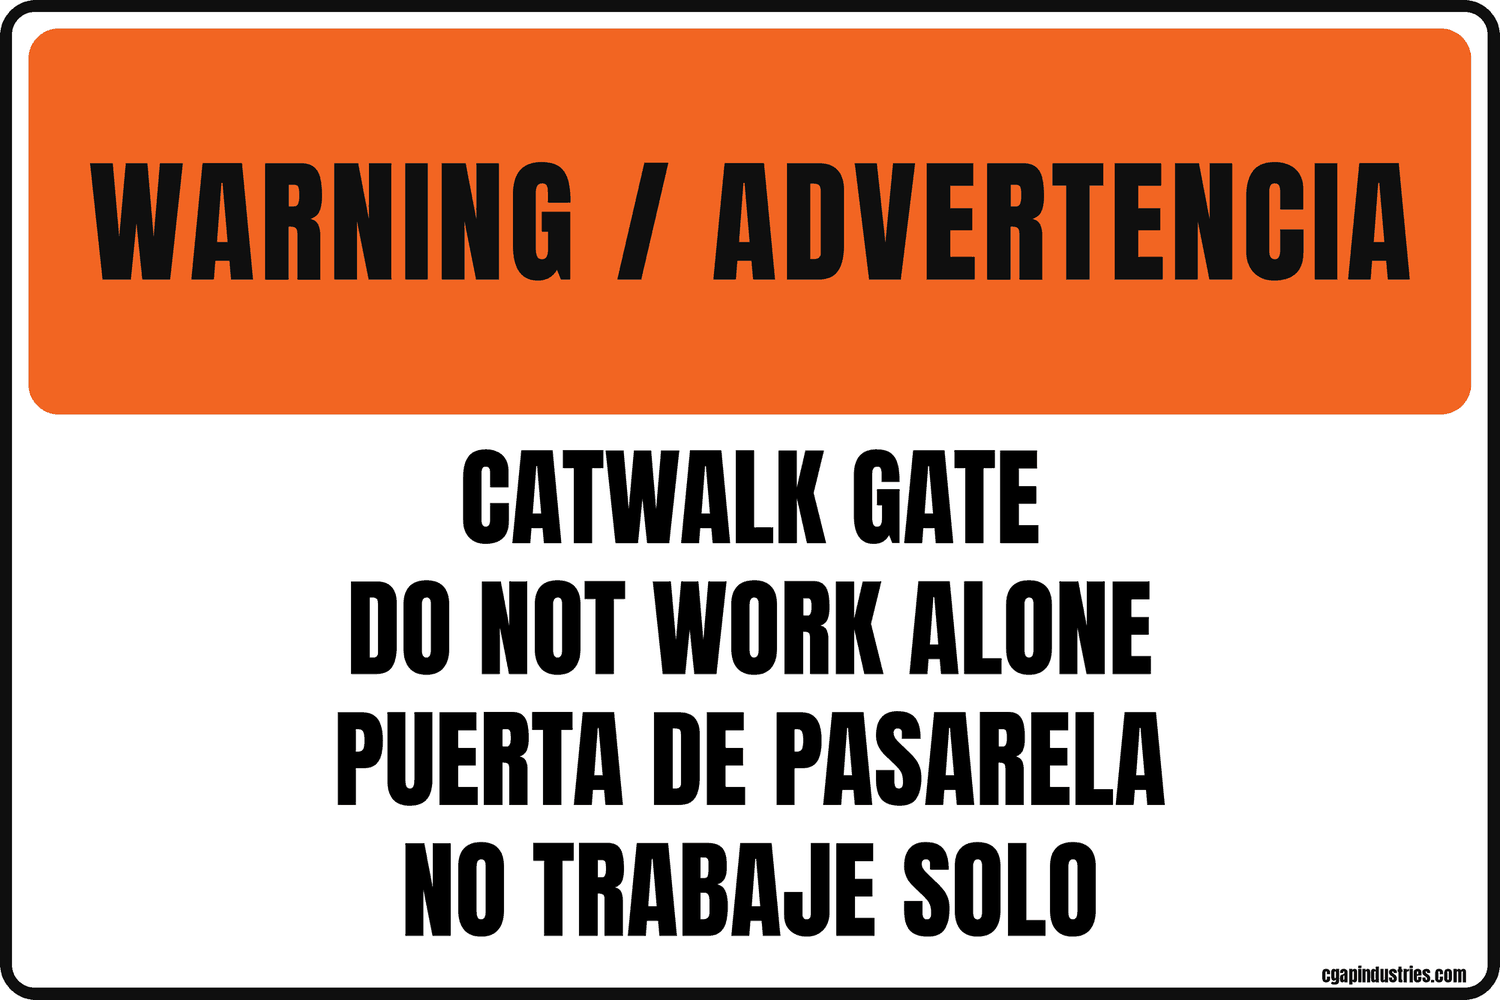 WARNING / ADVERTENCIA
CATWALK GATE
DO NOT WORK ALONE
PUERTA DE PASARELA
NO TRABAJE SOLO
cgapindustries.com